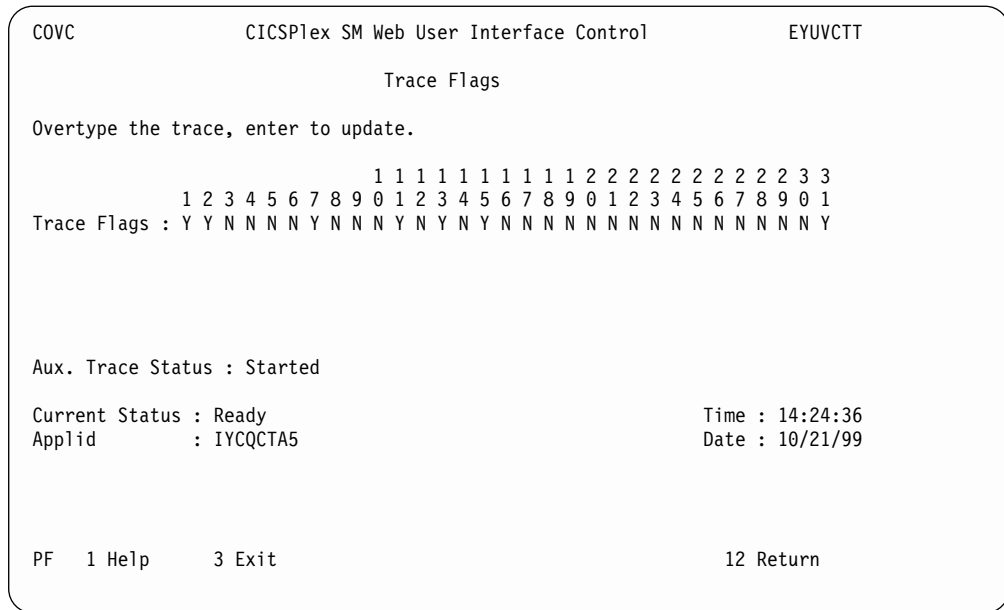 COVC CICSPlex SM Web User Interface Control EYUVCTT
Trace Flags
Overtype the trace, enter to update.
1 1 1 1 1 1 1 1 1 1 2 2 2 2 2 2 2 2 2 2 3 3
1 2 3 4 5 6 7 8 9 0 1 2 3 4 5 6 7 8 9 0 1 2 3 4 5 6 7 8 9 0 1
Trace Flags : Y Y N N N N Y N N N Y N Y N Y N N N N N N N N N N N N N N N Y
Aux. Trace Status : Started
Current Status : Ready Time : 14:24:36
Applid : IYCQCTA5 Date : 10/21/99
PF 1 Help 3 Exit 12 Return